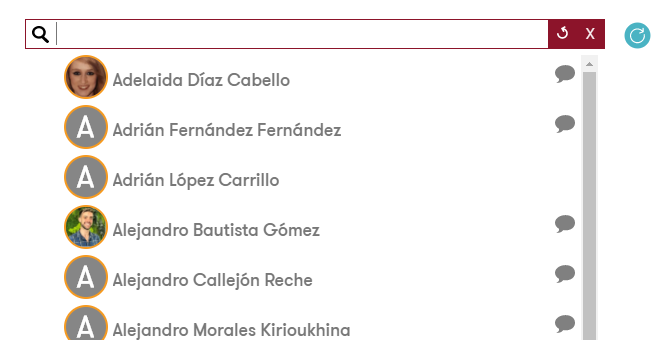 X
Adelaida Díaz Cabello
A Adrián Fernández Fernández
A Adrián López Carrillo
Alejandro Bautista Gómez
A Alejandro Callejón Reche
A Alejandro Morales Kirioukhina